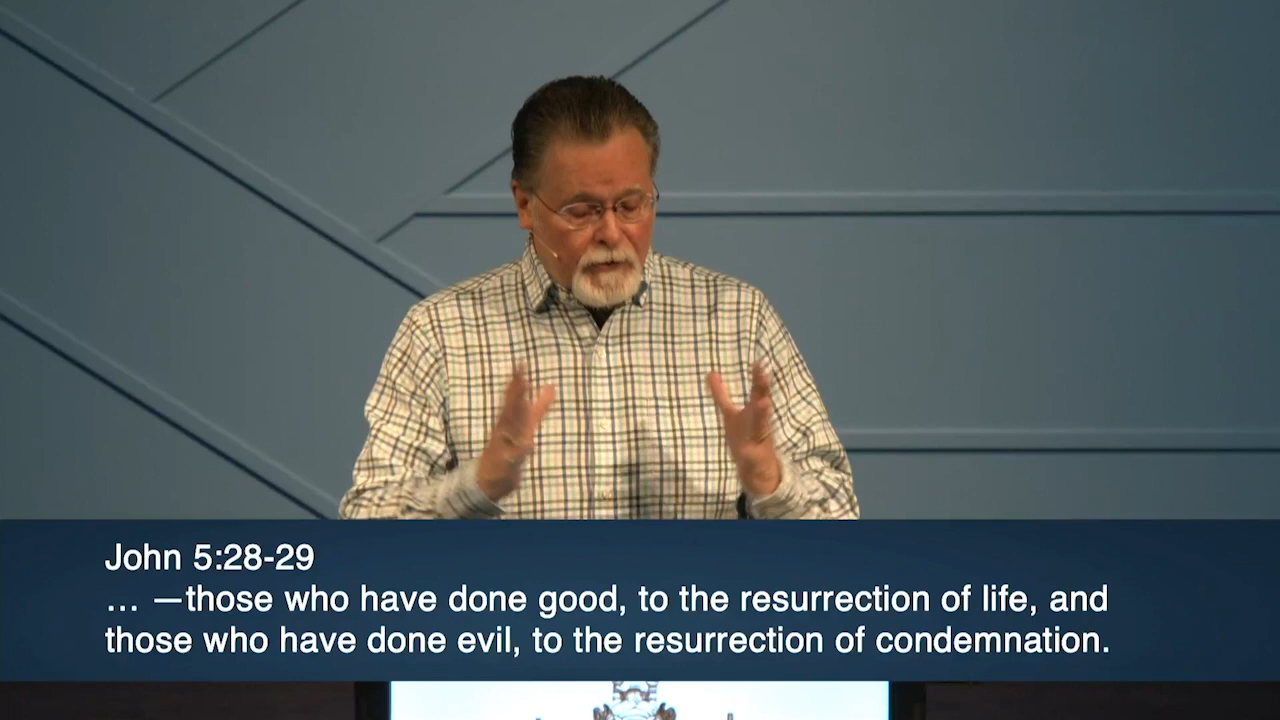 John 5:28-29
… —those who have done good, to the resurrection of life, and
those who have done evil, to the resurrection of condemnation.